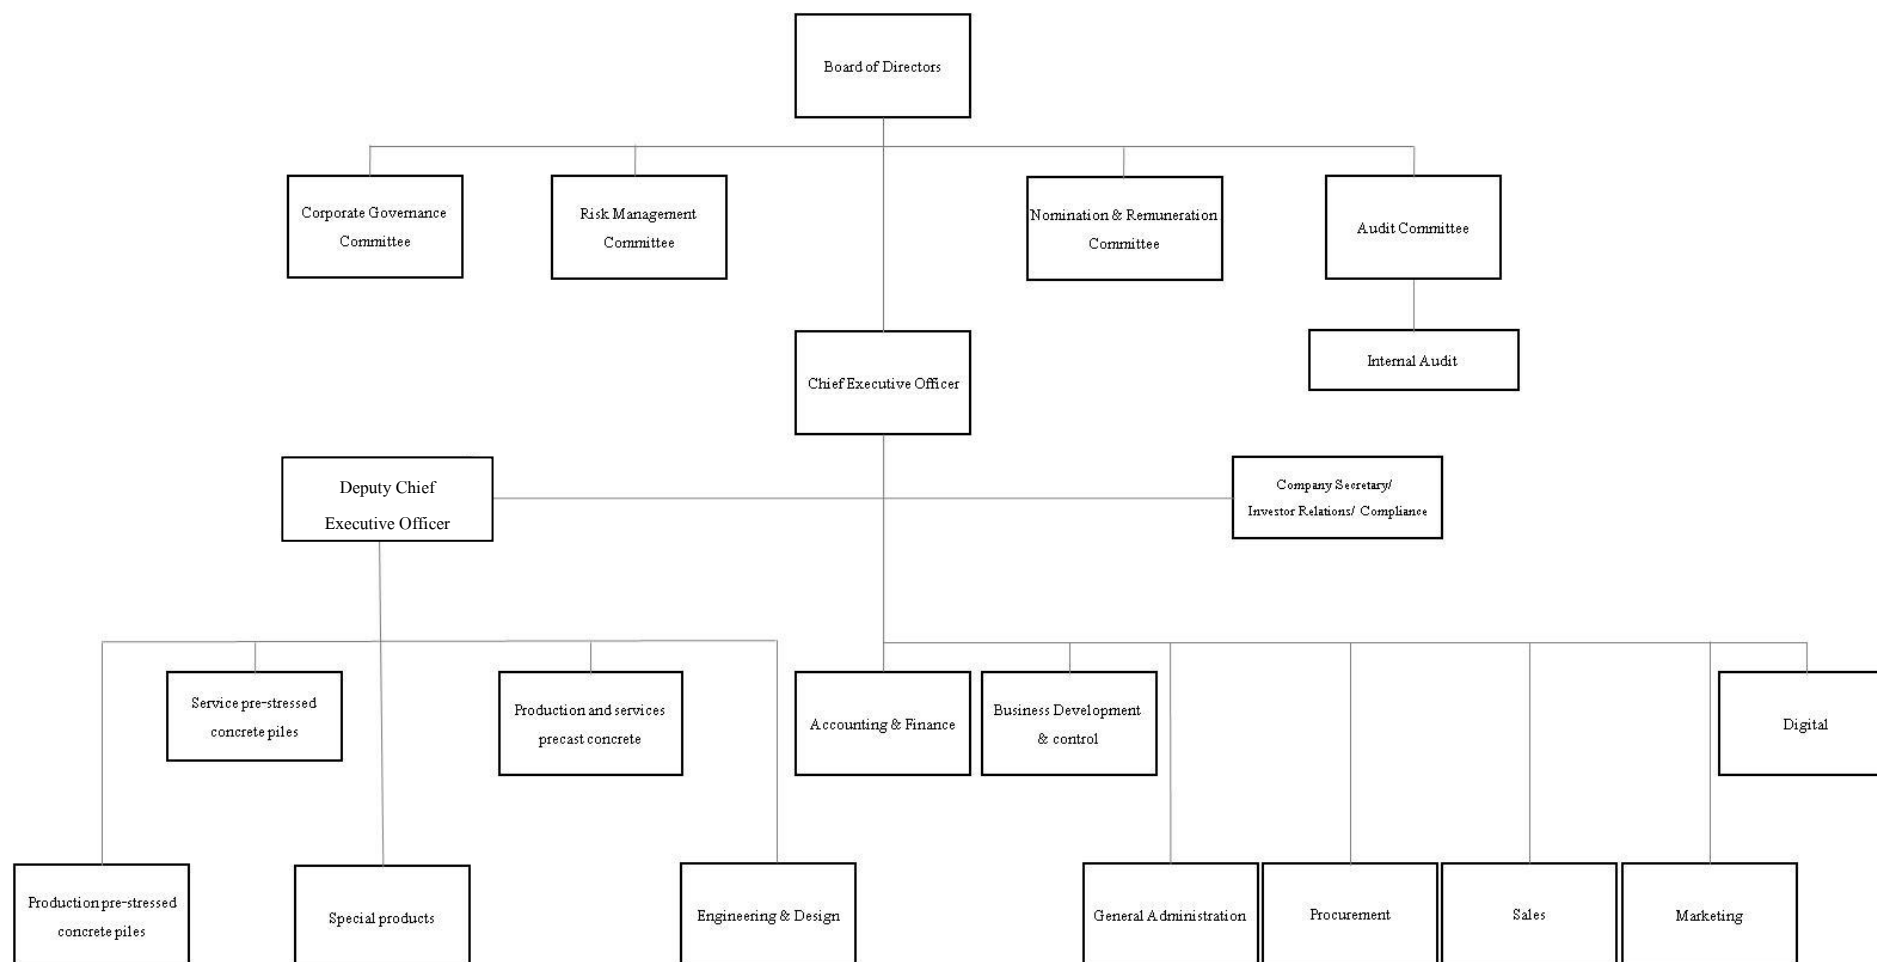 Board of Directors
Corporate Governance
Committee
Risk Management
Committee
Nomination & Remuneration
Committee
Audit Committee
Internal Audit
Chief Executive Officer
Deputy Chief
Executive Officer
Company Secretary/
Investor Relations/ Compliance
Service pre-stressed
concrete piles
Production and services
precast concrete
Accounting & Finance
Business Development
& control
Digital
Production pre-stressed
concrete piles
Special products
Engineering & Design
General Administration
Procurement
Sales
Marketing